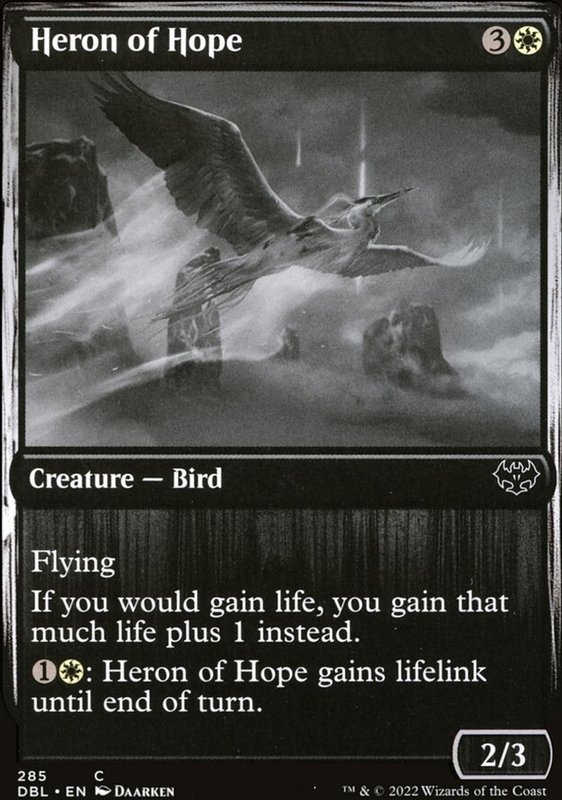 Heron of Hope 3
Creature — Bird
Flying
If you would gain life, you gain that
much life plus 1 instead.
1 : Heron of Hope gains lifelink
until end of turn.
2/3
285 C
DBL • EN DAARKEN
™ & © 2022 Wizards of the Coast